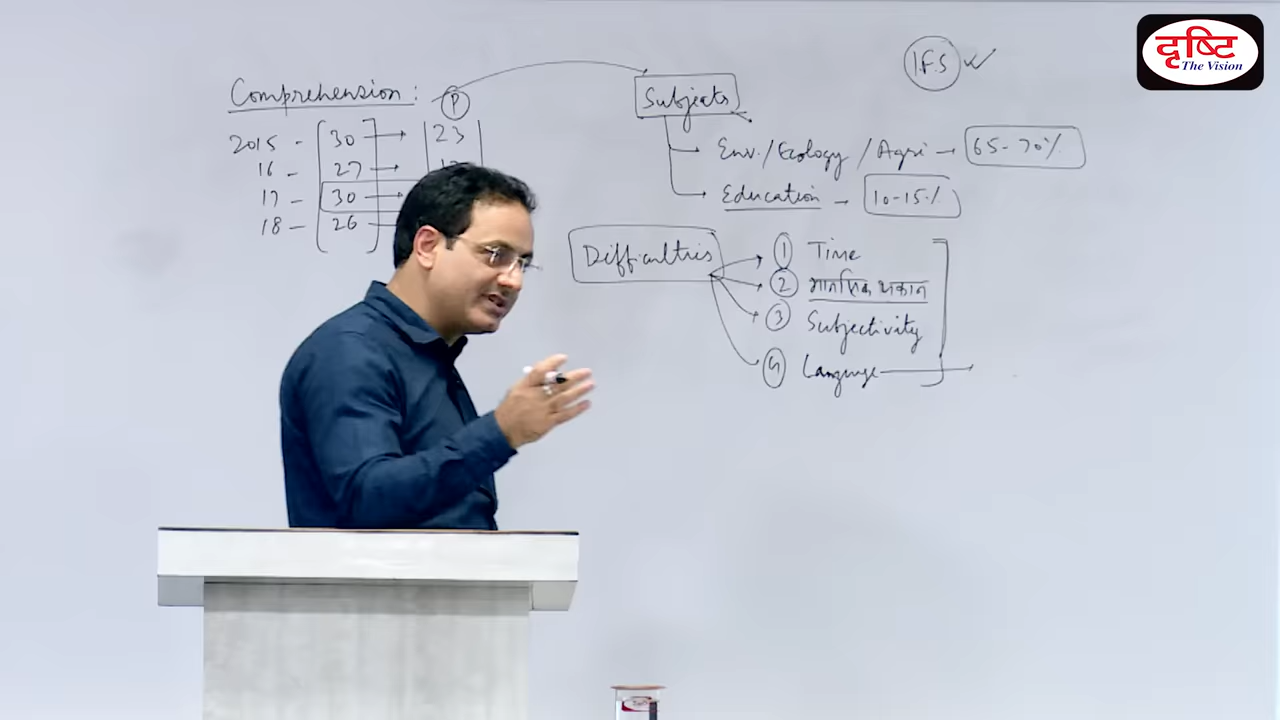 दृष्टि
The Vision
IFS
Comprehension:
P
2015 - 30 → 23
16 - 27 →
17 - 30 →
18 - 26
Subjects
Env./Ecology / Agri → 65-70%
Education - 10-15%
Difficulties
1 Time
2 मानसिक थकान
3 Subjectivity
4 Language